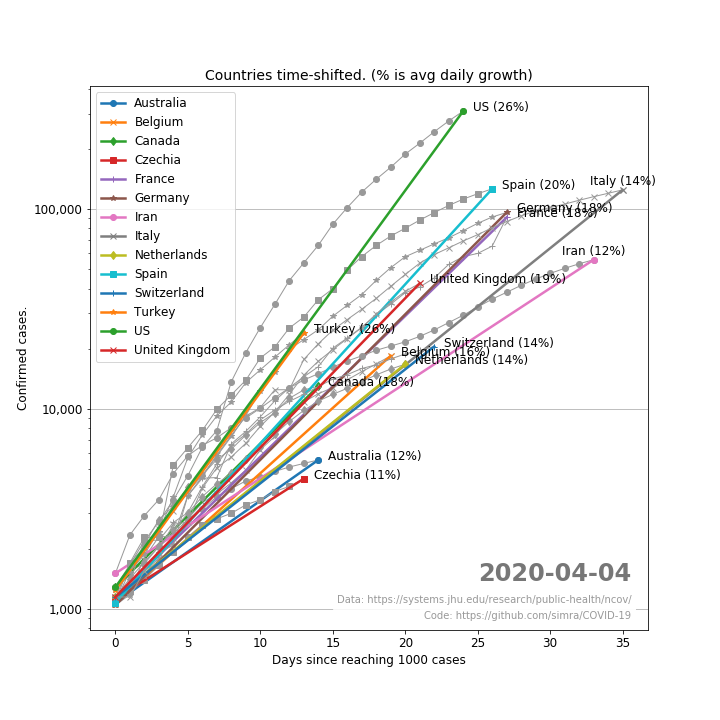 Countries time-shifted. (% is avg daily growth)
Australia
Belgium
Canada
Czechia
France
Germany
Iran
Italy
Netherlands
Spain
Switzerland
Turkey
US
United Kingdom
US (26%)
Italy (14%)
Spain (20%)
Germany (18%)
France (18%)
Iran (12%)
United Kingdom (19%)
Turkey (26%)
Switzerland (14%)
Belgium (16%)
Netherlands (14%)
Canada (18%)
Australia (12%)
Czechia (11%)
100,000
10,000
1,000
Confirmed cases.
2020-04-04
Data: https://systems.jhu.edu/research/public-health/ncov/
Code: https://github.com/simra/COVID-19
0 5 10 15 20 25 30 35
Days since reaching 1000 cases